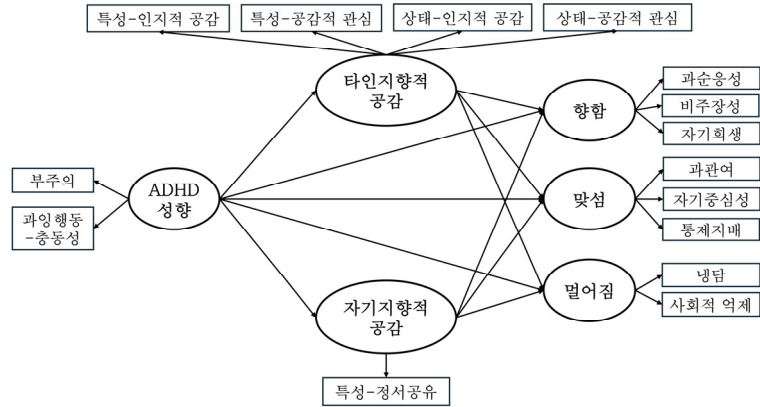 특성-인지적 공감
특성-공감적 관심
상태-인지적 공감
상태-공감적 관심
타인지향적
공감
향함
과순응성
비주장성
자기희생
부주의
과잉행동
-충동성
ADHD
성향
맞섬
과관여
자기중심성
통제지배
자기지향적
공감
멀어짐
냉담
사회적 억제
특성-정서공유